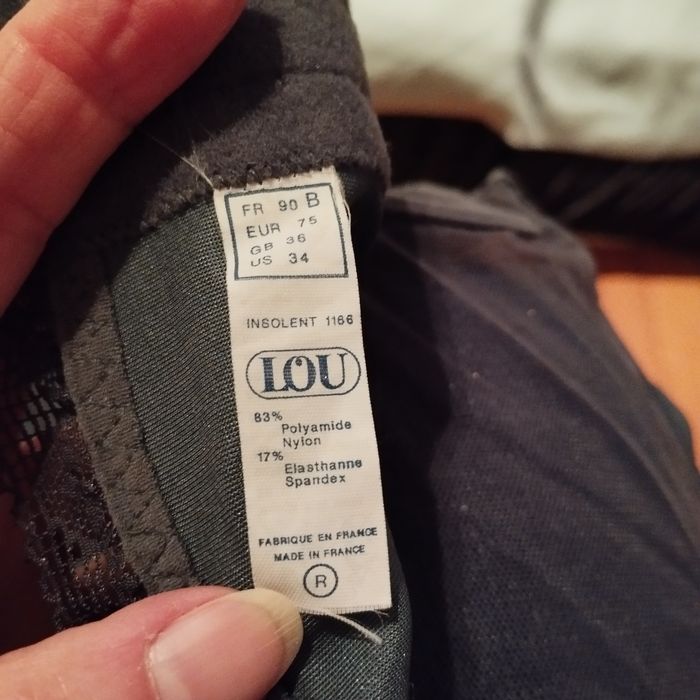 FR 90 B
EUR 75
GB 36
US 34
INSOLENT 1166
LOU
83% Polyamide
Nylon
17% Elasthanne
Spandex
FABRIQUE EN FRANCE
MADE IN FRANCE
R